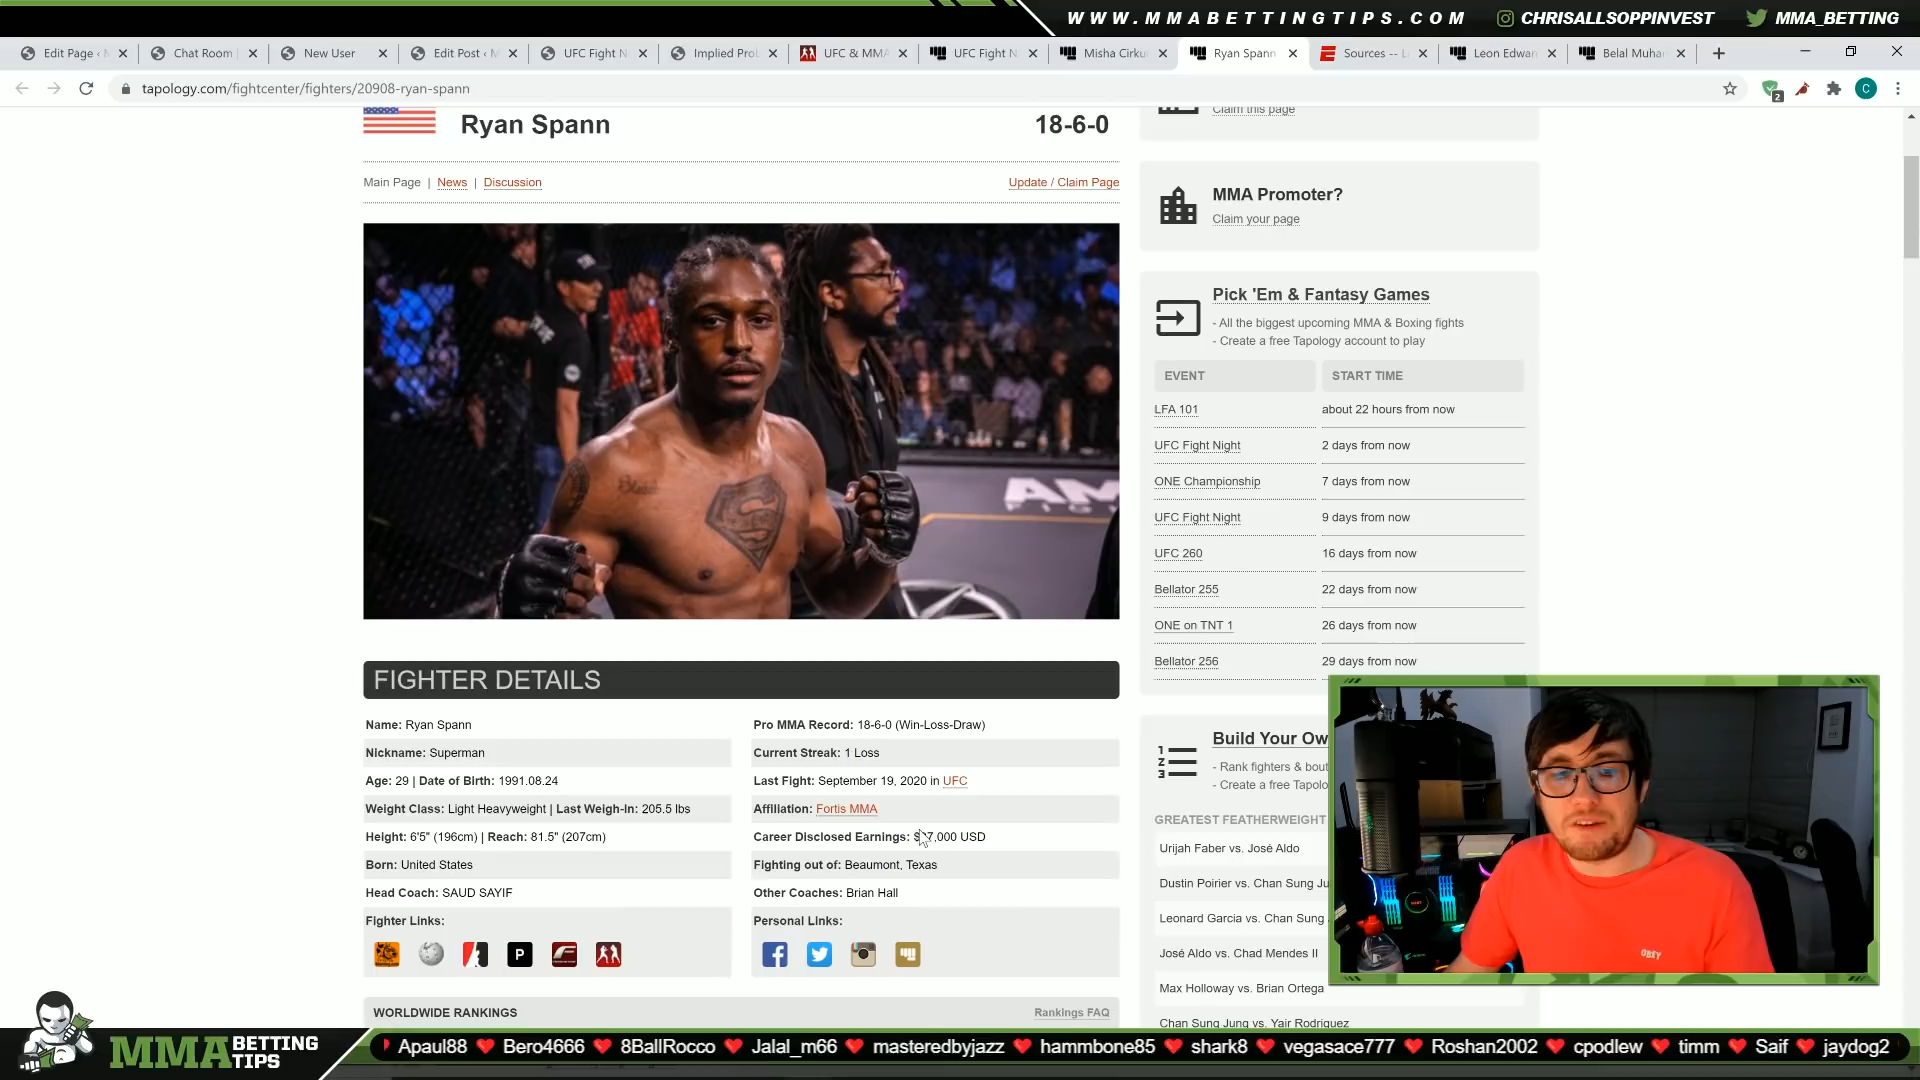 WWW.MMABETTINGTIPS.COM CHRISALLSOPPINVEST MMA_BETTING
Edit Page ‹ Chat Room New User Edit Post ‹ UFC Fight N Implied Pro UFC & MMA UFC Fight N Misha Cirku Ryan Spann Sources -- L Leon Edwar Belal Muha
tapology.com/fightcenter/fighters/20908-ryan-spann
2 C
Ryan Spann 18-6-0
Main Page | News | Discussion Update / Claim Page
FIGHTER DETAILS
Name: Ryan Spann
Pro MMA Record: 18-6-0 (Win-Loss-Draw)
Nickname: Superman
Current Streak: 1 Loss
Age: 29 | Date of Birth: 1991.08.24
Last Fight: September 19, 2020 in UFC
Weight Class: Light Heavyweight | Last Weigh-In: 205.5 lbs
Affiliation: Fortis MMA
Height: 6'5" (196cm) | Reach: 81.5" (207cm)
Career Disclosed Earnings: 7,000 USD
Born: United States
Fighting out of: Beaumont, Texas
Head Coach: SAUD SAYIF
Other Coaches: Brian Hall
Fighter Links:
Personal Links:
P
WORLDWIDE RANKINGS Rankings FAQ
Claim this page
MMA Promoter?
Claim your page
Pick 'Em & Fantasy Games
- All the biggest upcoming MMA & Boxing fights
- Create a free Tapology account to play
EVENT START TIME
LFA 101 about 22 hours from now
UFC Fight Night 2 days from now
ONE Championship 7 days from now
UFC Fight Night 9 days from now
UFC 260 16 days from now
Bellator 255 22 days from now
ONE on TNT 1 26 days from now
Bellator 256 29 days from now
Build Your Ow
- Rank fighters & bout
- Create a free Tapolo
GREATEST FEATHERWEIGHT
Urijah Faber vs. José Aldo
Dustin Poirier vs. Chan Sung Ju
Leonard Garcia vs. Chan Sung
José Aldo vs. Chad Mendes II
Max Holloway vs. Brian Ortega
Chan Sung Jung vs. Yair Rodriguez
OBEY
MMA BETTING TIPS
Apaul88 Bero4666 8BallRocco Jalal_m66 masteredbyjazz hammbone85 shark8 vegasace777 Roshan2002 cpodlew timm Saif jaydog2